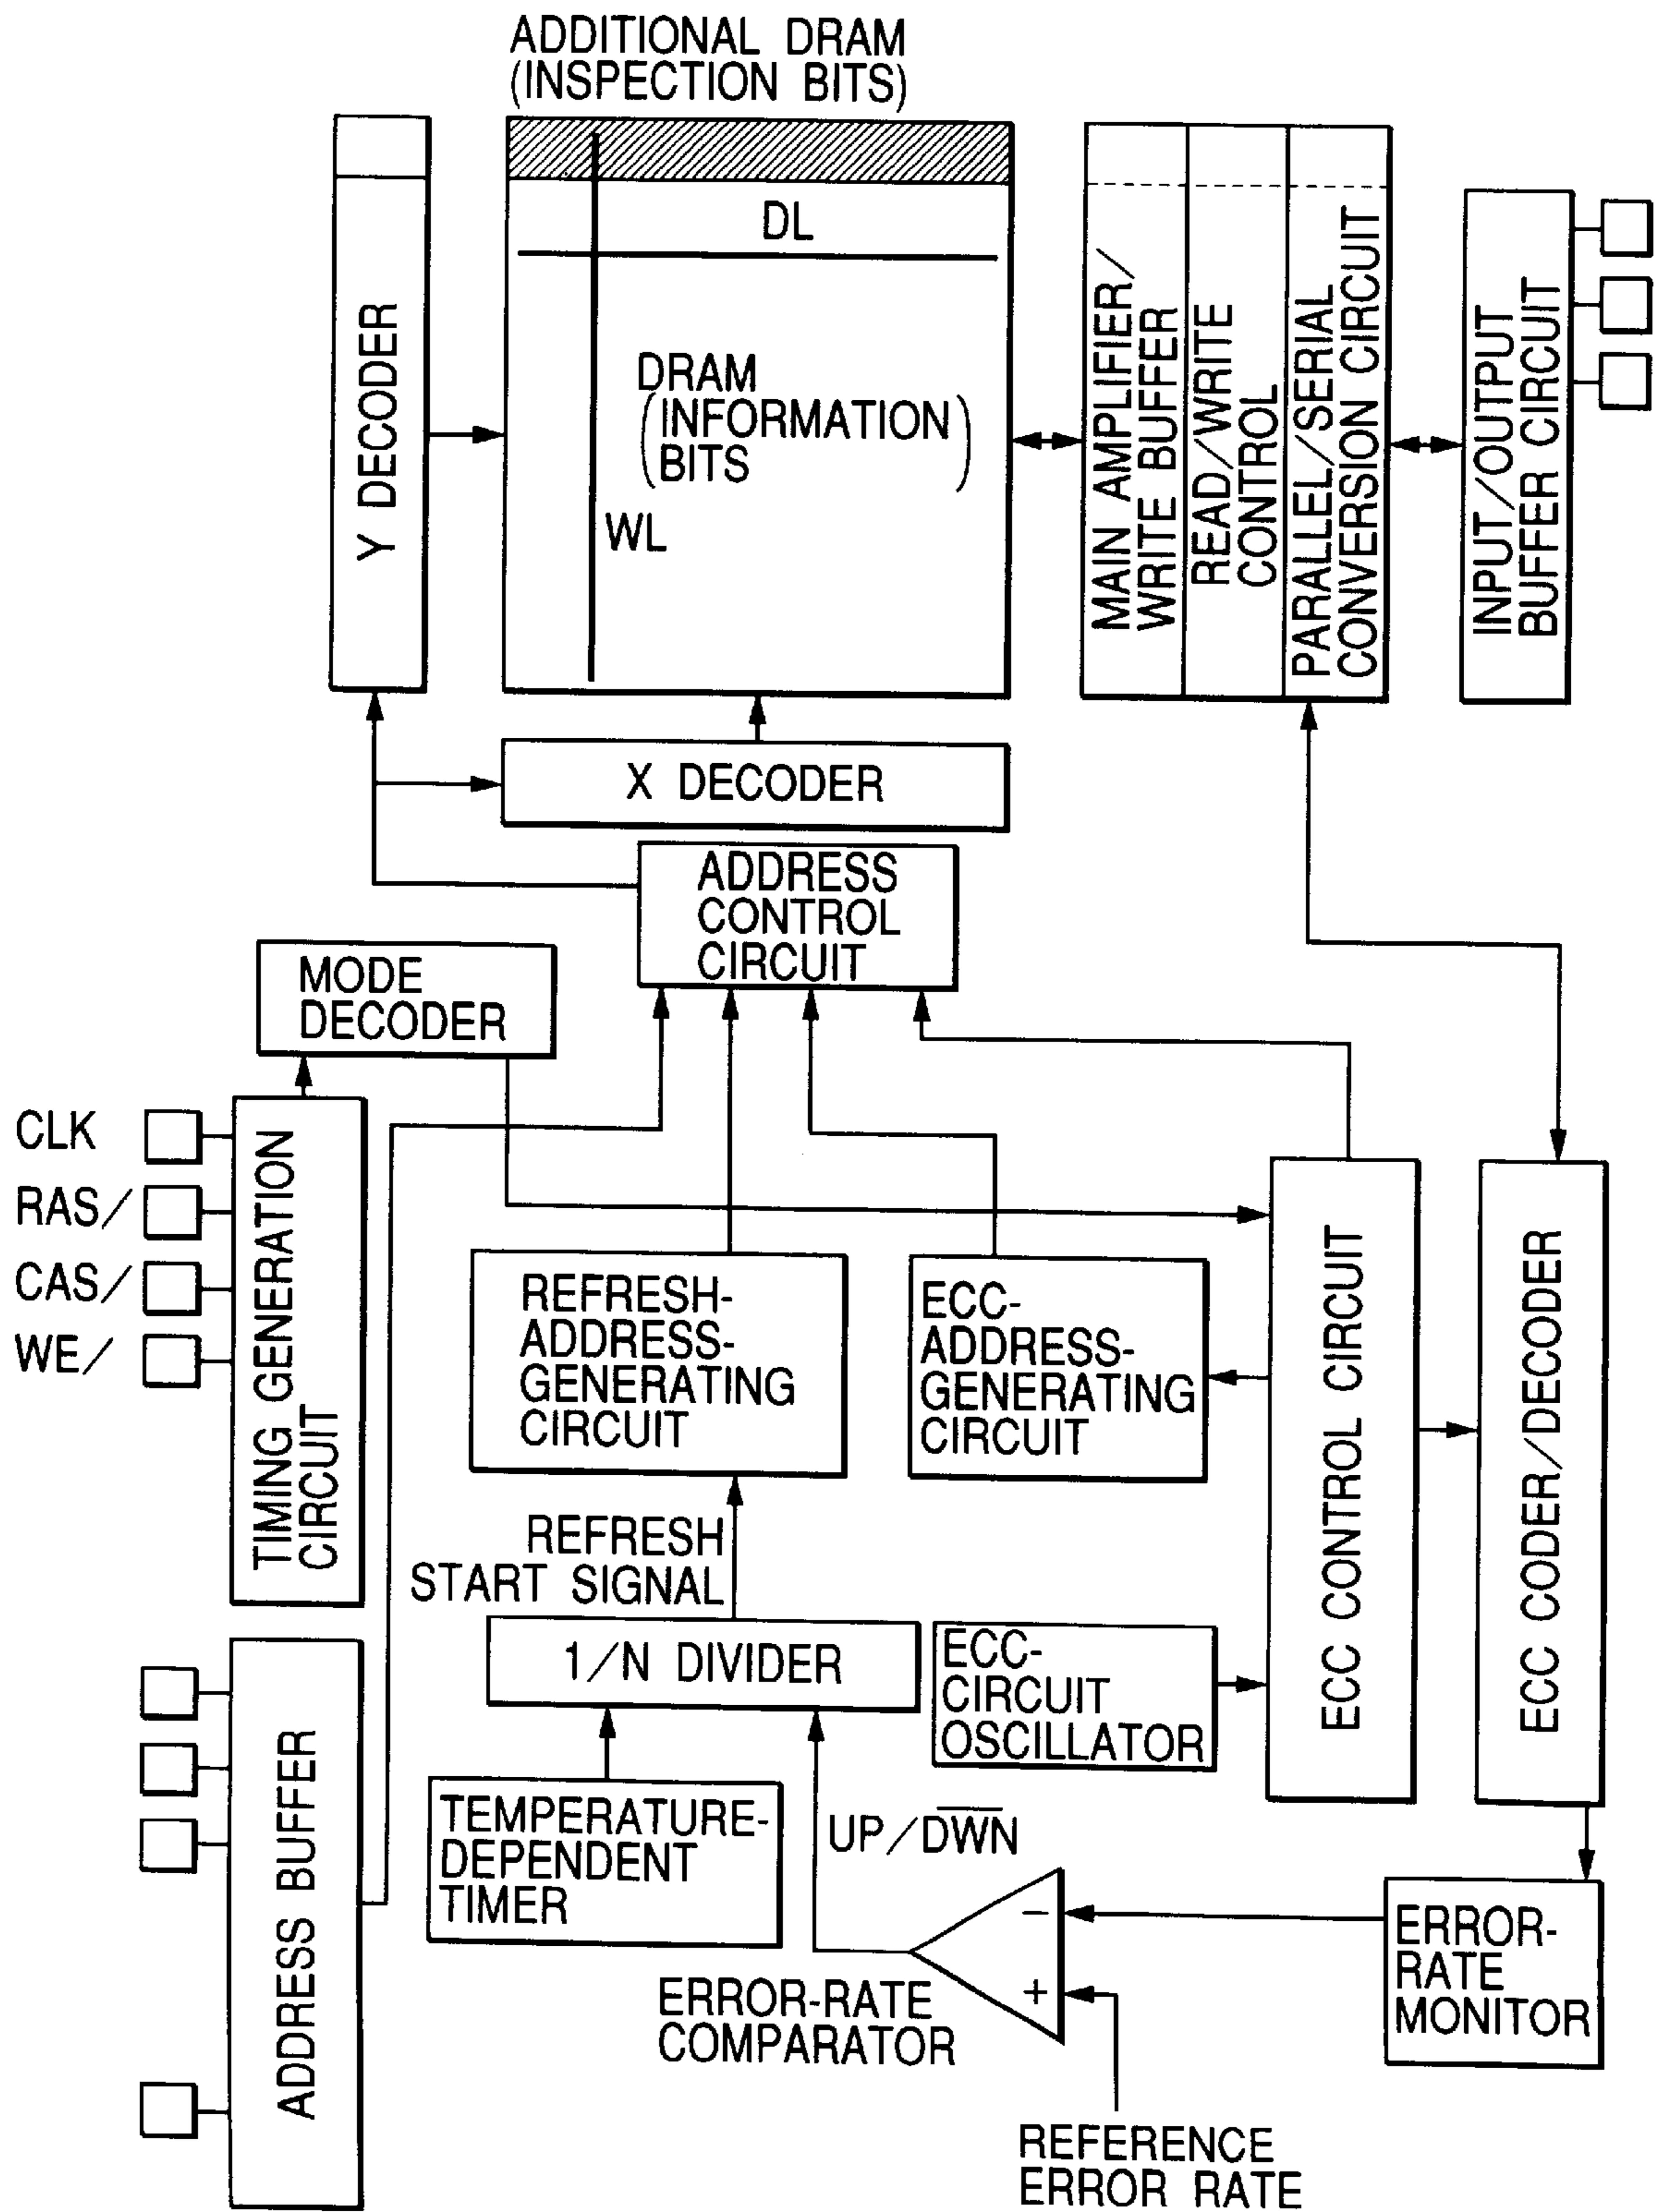 ADDITIONAL DRAM
(INSPECTION BITS)
Y DECODER
DL
DRAM
(INFORMATION)
BITS
WL
MAIN AMPLIFIER/
WRITE BUFFER
READ/WRITE
CONTROL
PARALLEL/SERIAL
CONVERSION CIRCUIT
INPUT/OUTPUT
BUFFER CIRCUIT
X DECODER
ADDRESS
CONTROL
CIRCUIT
MODE
DECODER
CLK
RAS/
CAS/
WE/
TIMING GENERATION
CIRCUIT
REFRESH-
ADDRESS-
GENERATING
CIRCUIT
ECC-
ADDRESS-
GENERATING
CIRCUIT
ECC CONTROL CIRCUIT
ECC CODER/DECODER
REFRESH
START SIGNAL
1/N DIVIDER
ECC-
CIRCUIT
OSCILLATOR
ADDRESS BUFFER
TEMPERATURE-
DEPENDENT
TIMER
UP/D̅W̅N̅
−
+
ERROR-RATE
COMPARATOR
ERROR-
RATE
MONITOR
REFERENCE
ERROR RATE